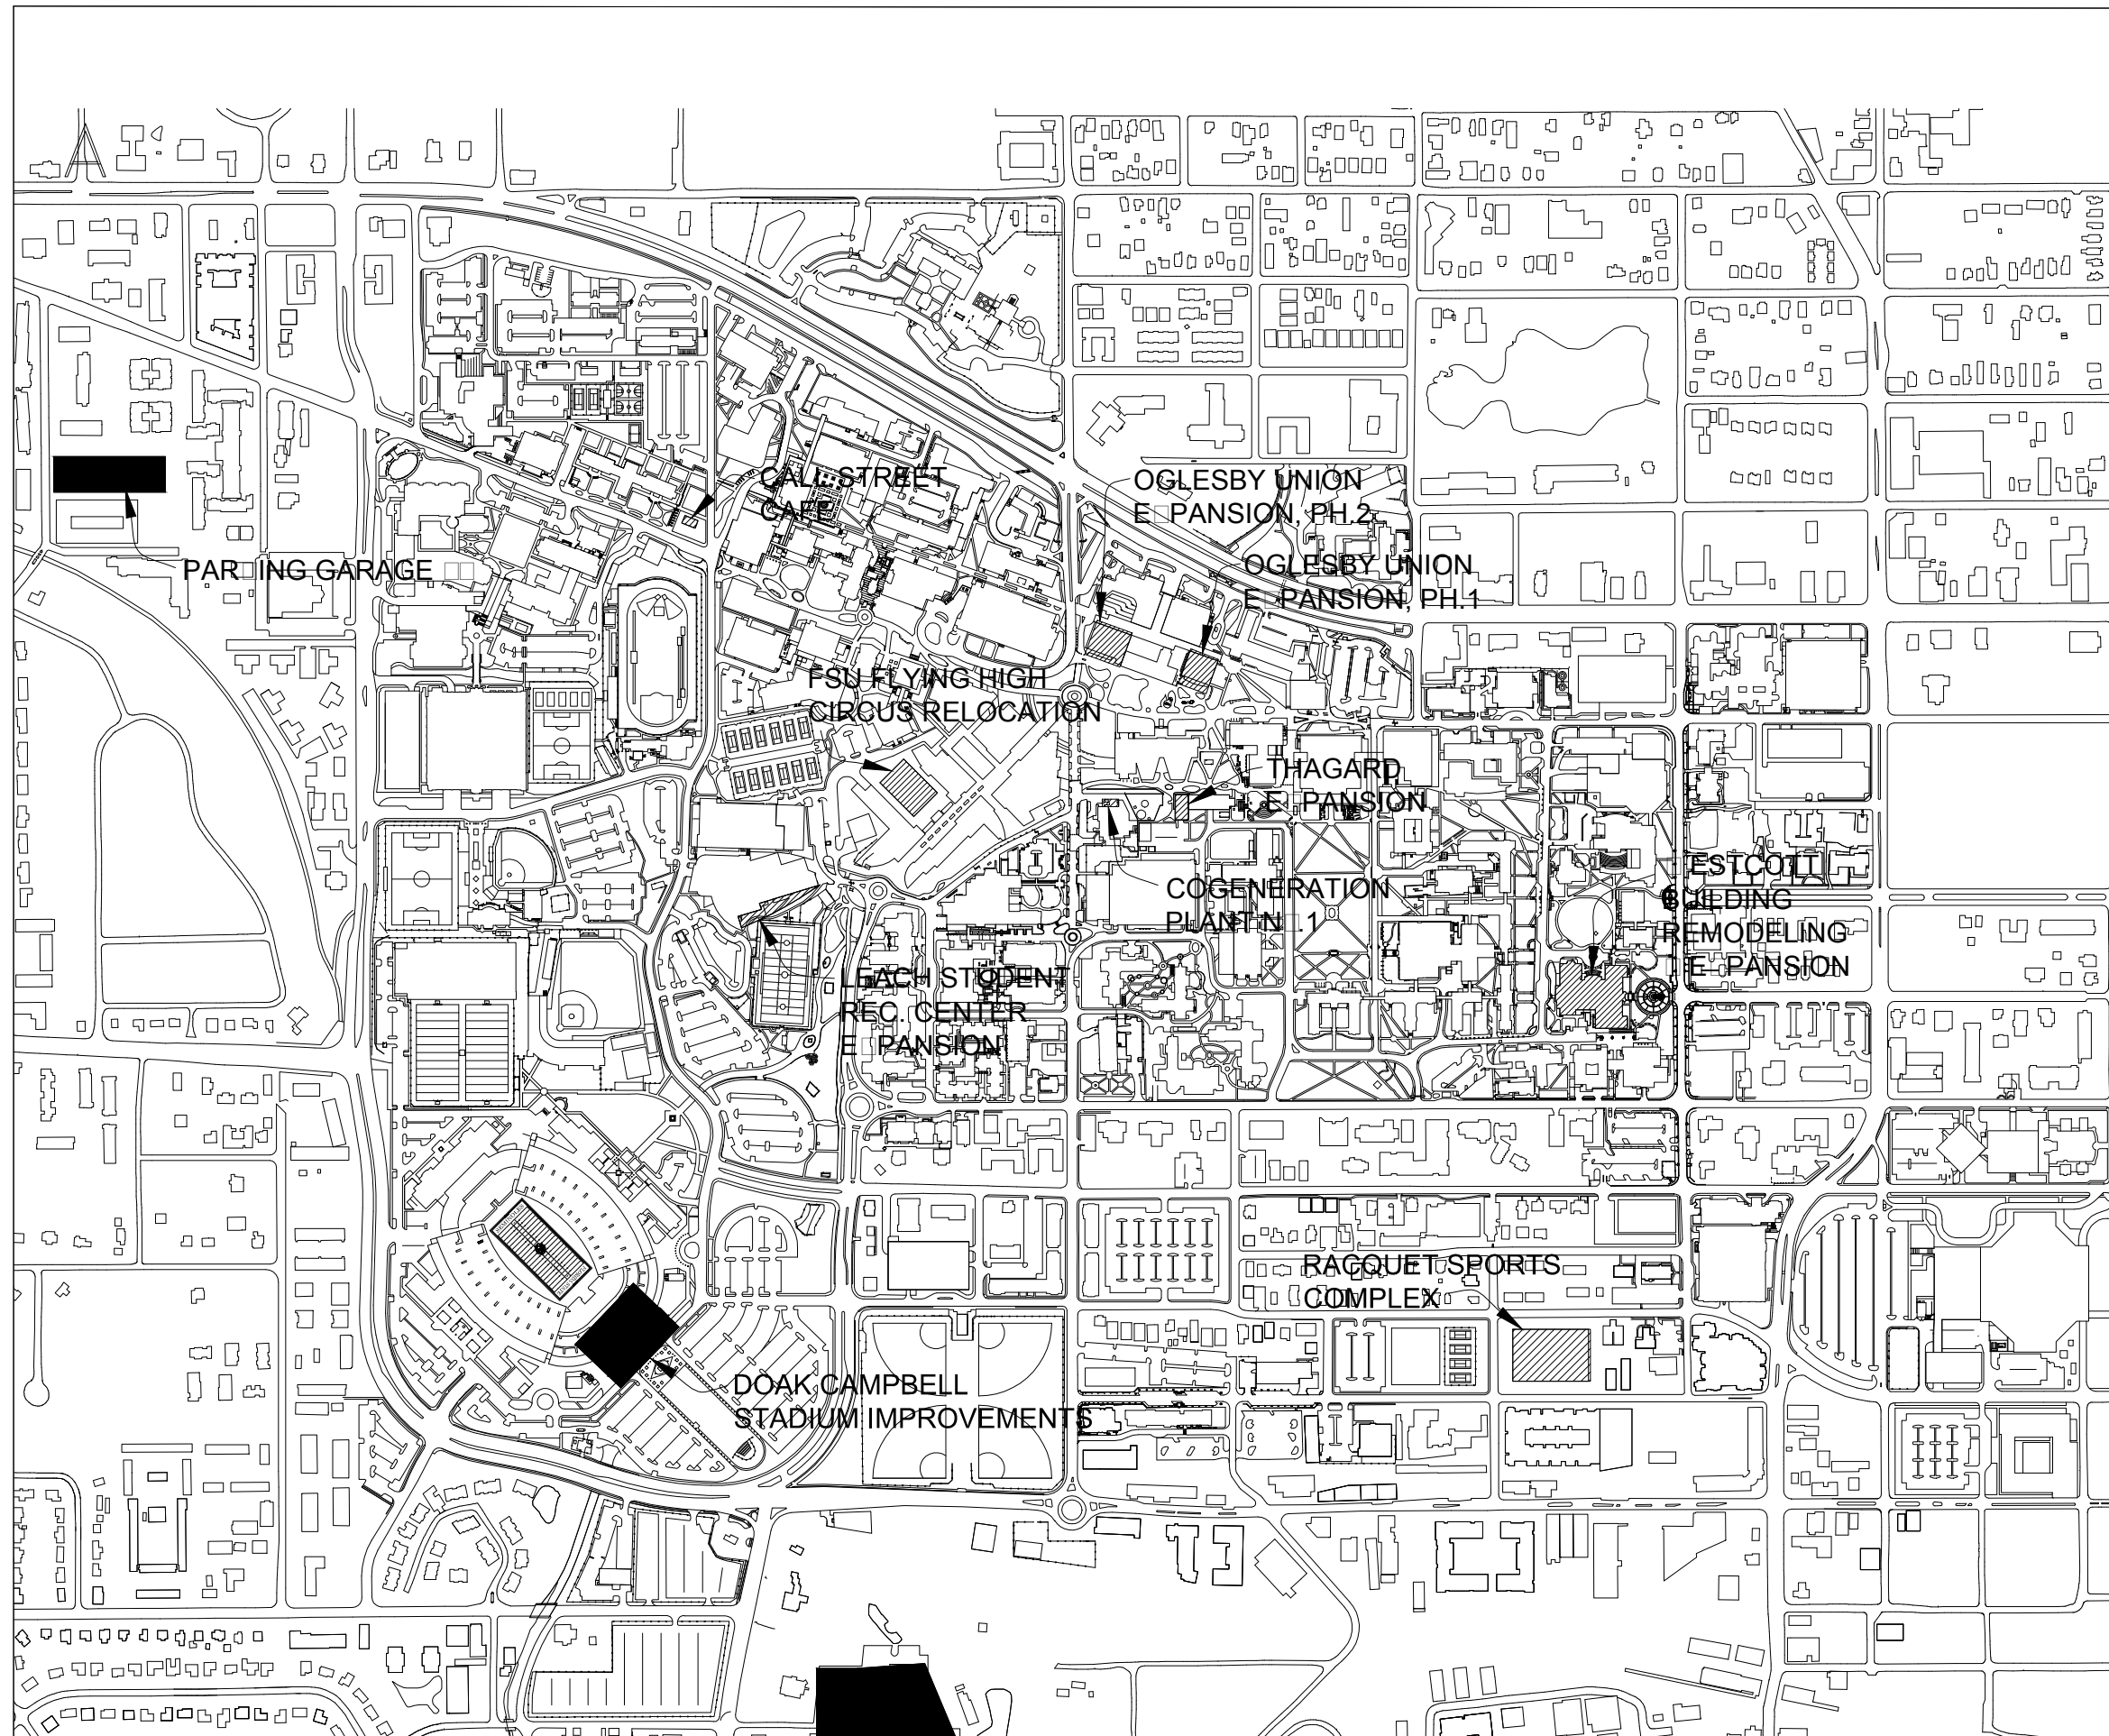 CALL STREET
CAFE
OGLESBY UNION
E□PANSION, PH.2
PAR□ING GARAGE □□
OGLESBY UNION
E□PANSION, PH.1
FSU FLYING HIGH
CIRCUS RELOCATION
THAGARD
E□PANSION
□ESTCOTT
BUILDING
REMODELING
□E□PANSION
COGENERATION
PLANT N□.1
LEACH STUDENT
REC. CENTER
E□PANSION
RACQUET SPORTS
COMPLEX
DOAK CAMPBELL
STADIUM IMPROVEMENTS